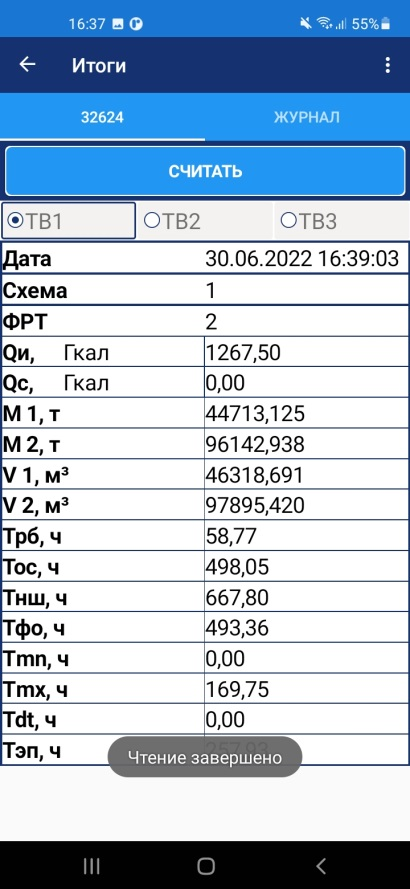 16:37 55%
Итоги
32624 ЖУРНАЛ
СЧИТАТЬ
ТВ1 ТВ2 ТВ3
Дата 30.06.2022 16:39:03
Схема 1
ФРТ 2
Qи, Гкал 1267,50
Qс, Гкал 0,00
М 1, т 44713,125
М 2, т 96142,938
V 1, м³ 46318,691
V 2, м³ 97895,420
Трб, ч 58,77
Тос, ч 498,05
Тнш, ч 667,80
Тфо, ч 493,36
Tmn, ч 0,00
Tmx, ч 169,75
Tdt, ч 0,00
Тэп, ч
Чтение завершено